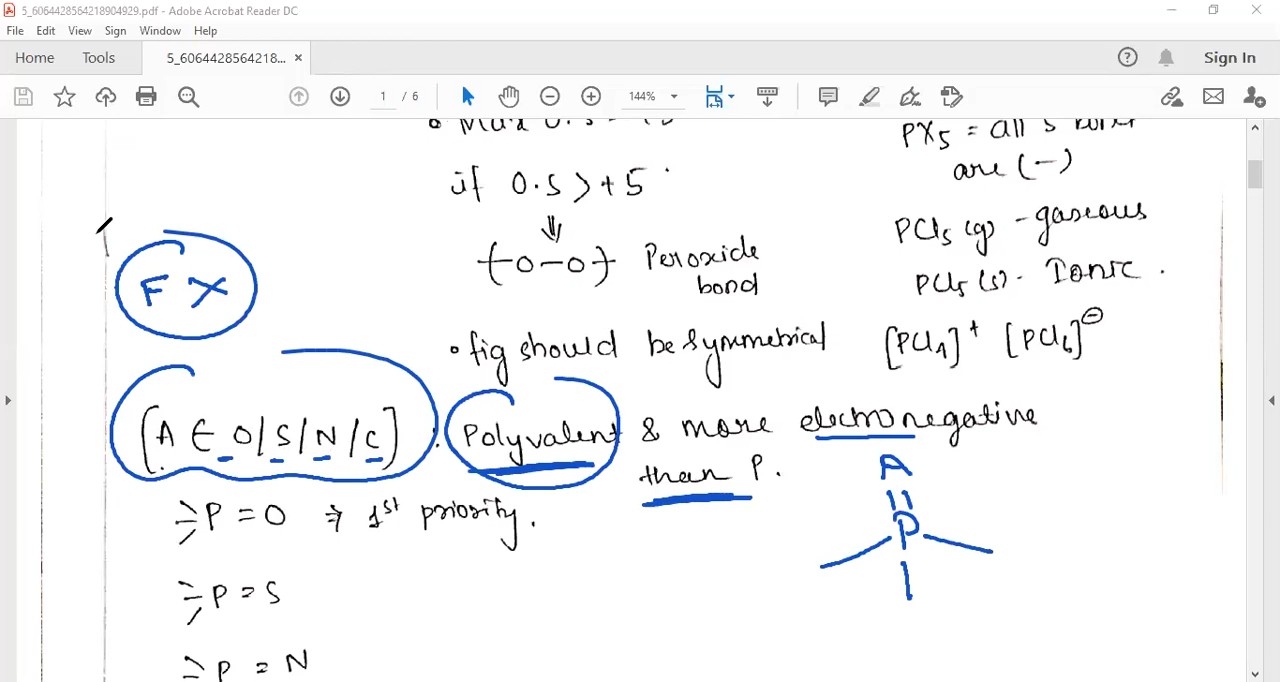 5_6064428564218904929.pdf - Adobe Acrobat Reader DC
File Edit View Sign Window Help
Home Tools 5_6064428564218... × Sign In
1 / 6 144%
if O.S > +5
(-O-O-) Peroxide
bond
• fig should be symmetrical
PX5 = all 5
are (-)
PCl5 (g) - gaseous
PCl5 (s) - Ionic.
[PCl4]+ [PCl6]⊖
F X
[A ∈ O/S/N/C] : Polyvalent & more electronegative
than P.
A
P
P = O ⇒ 1st priority.
P = S
P = N